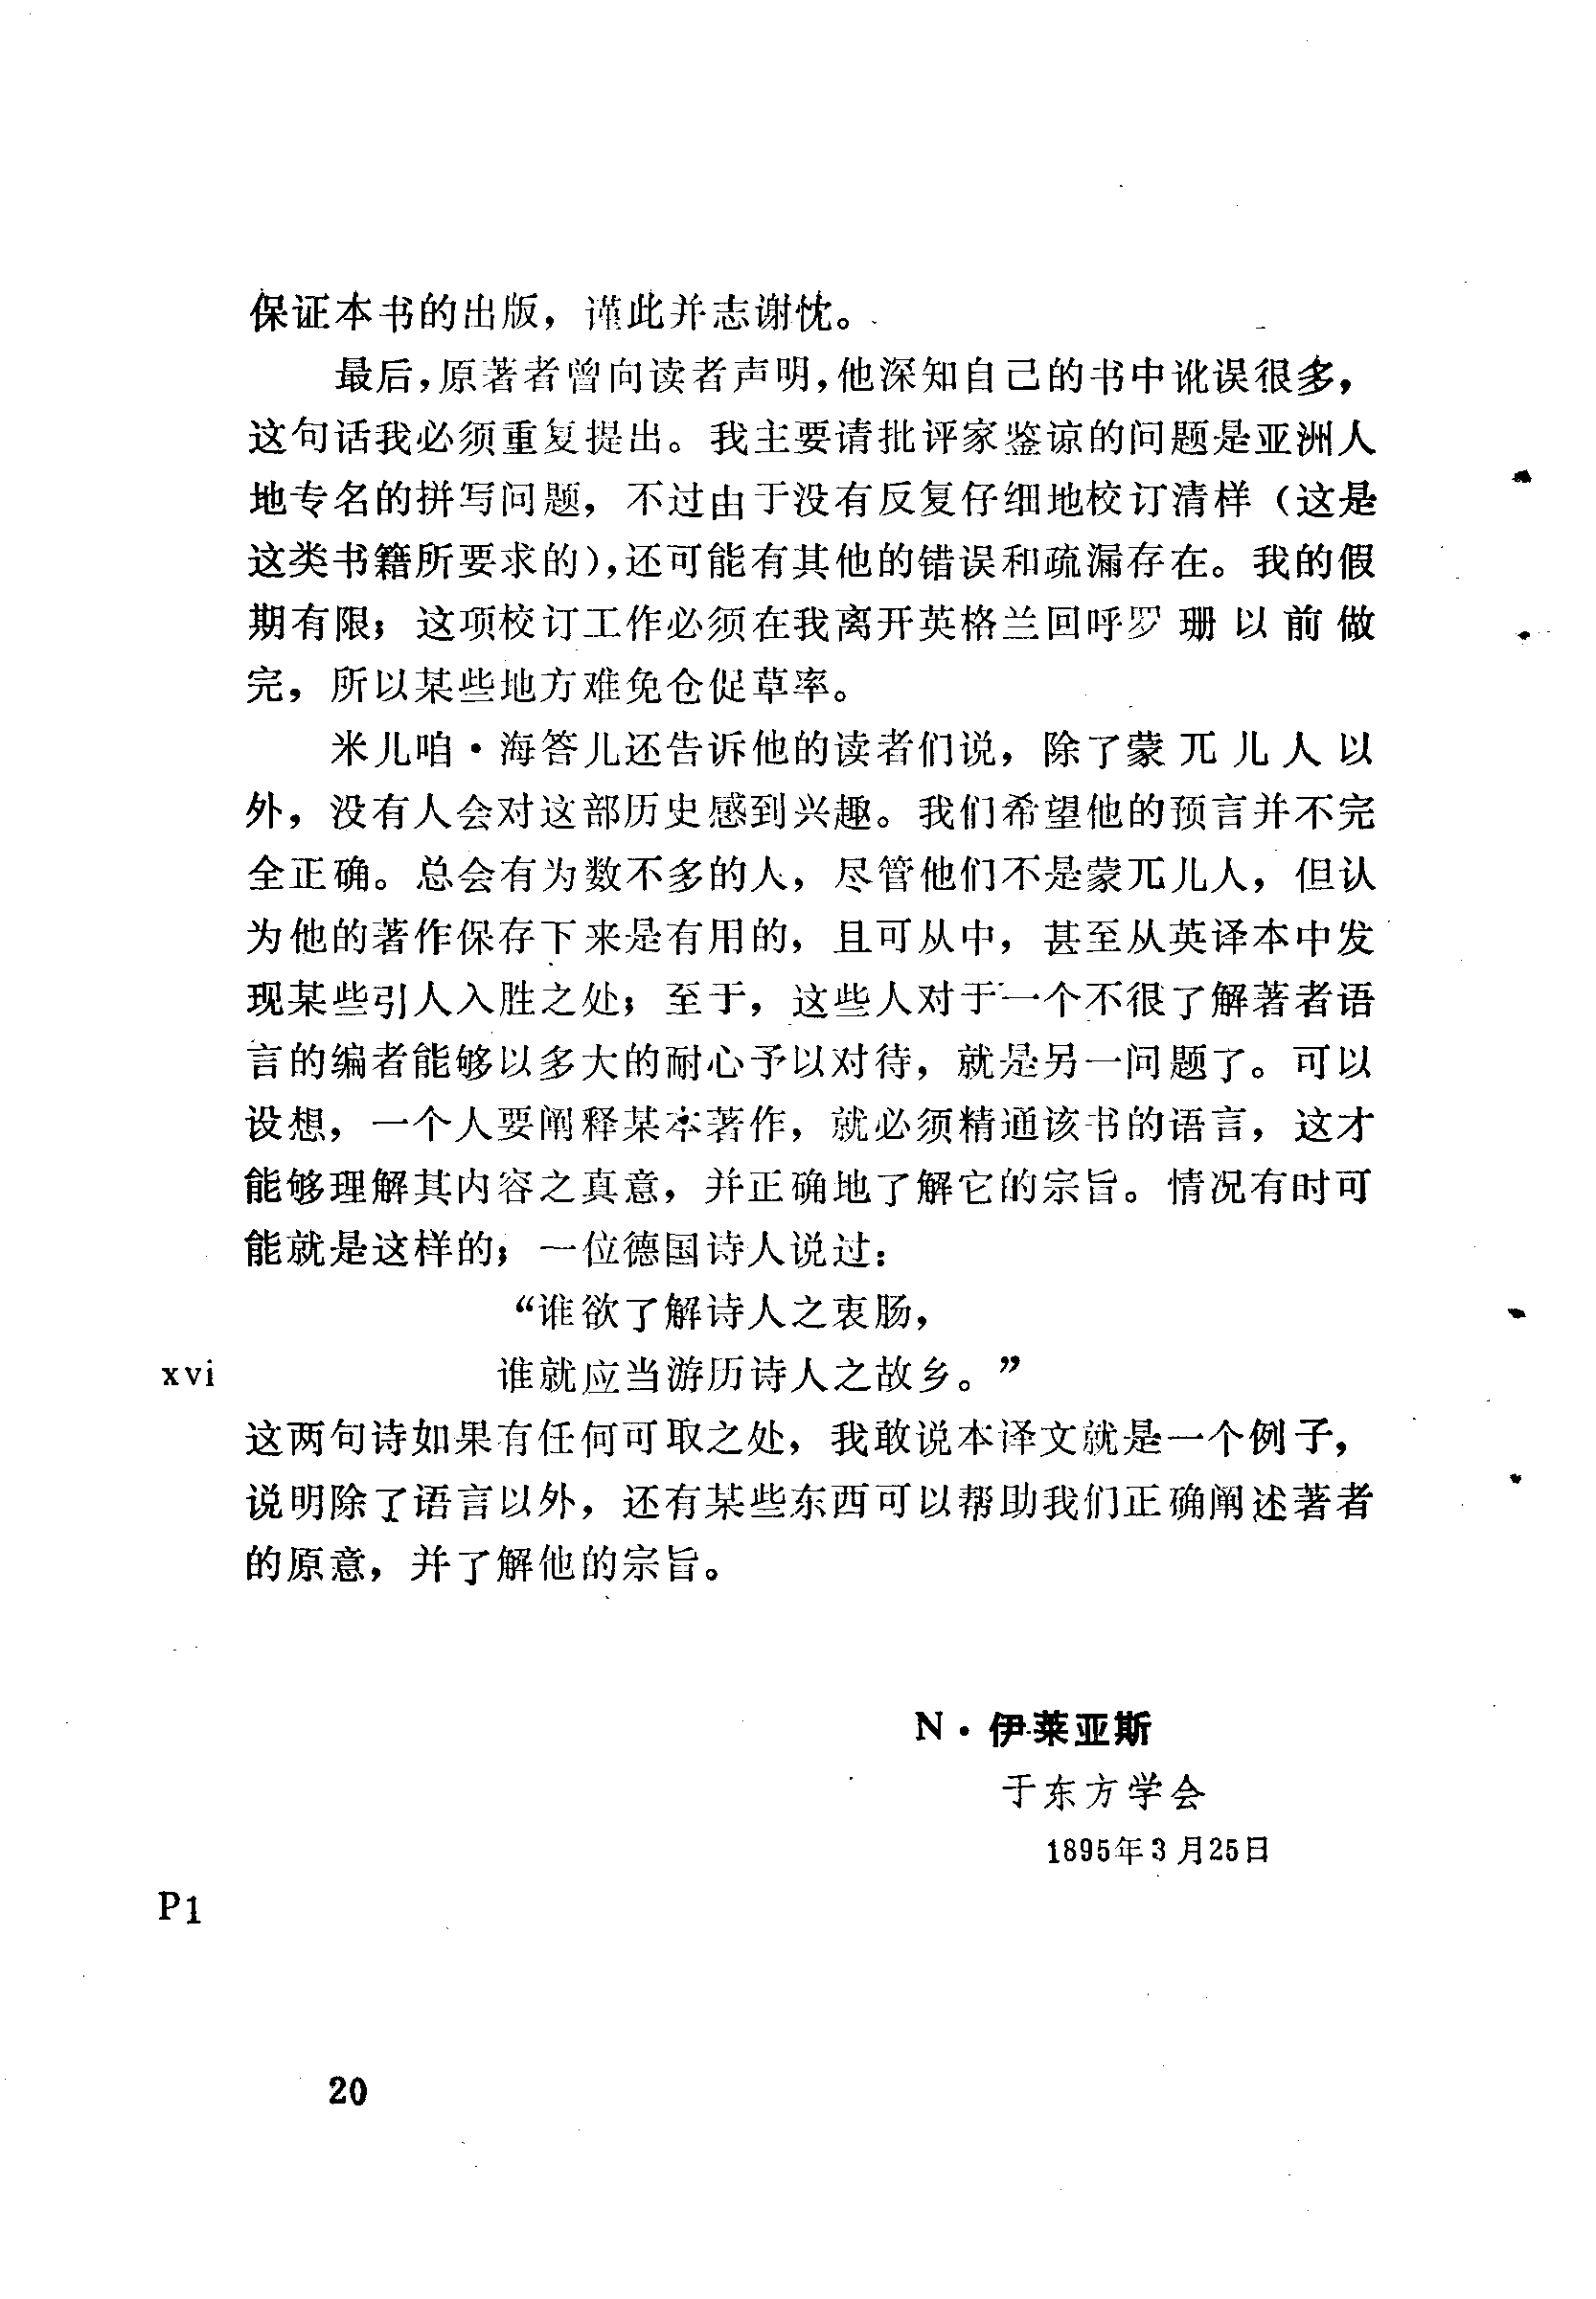 保证本书的出版，谨此并志谢忱。
最后，原著者曾向读者声明，他深知自己的书中讹误很多，
这句话我必须重复提出。我主要请批评家鉴谅的问题是亚洲人
地专名的拼写问题，不过由于没有反复仔细地校订清样（这是
这类书籍所要求的），还可能有其他的错误和疏漏存在。我的假
期有限；这项校订工作必须在我离开英格兰回呼罗珊以前做
完，所以某些地方难免仓促草率。
米儿咱·海答儿还告诉他的读者们说，除了蒙兀儿人以
外，没有人会对这部历史感到兴趣。我们希望他的预言并不完
全正确。总会有为数不多的人，尽管他们不是蒙兀儿人，但认
为他的著作保存下来是有用的，且可从中，甚至从英译本中发
现某些引人入胜之处；至于，这些人对于一个不很了解著者语
言的编者能够以多大的耐心予以对待，就是另一问题了。可以
设想，一个人要阐释某本著作，就必须精通该书的语言，这才
能够理解其内容之真意，并正确地了解它的宗旨。情况有时可
能就是这样的；一位德国诗人说过：
“谁欲了解诗人之衷肠，
xvi 谁就应当游历诗人之故乡。”
这两句诗如果有任何可取之处，我敢说本译文就是一个例子，
说明除了语言以外，还有某些东西可以帮助我们正确阐述著者
的原意，并了解他的宗旨。
N·伊莱亚斯
于东方学会
1895年3月25日
P1
20